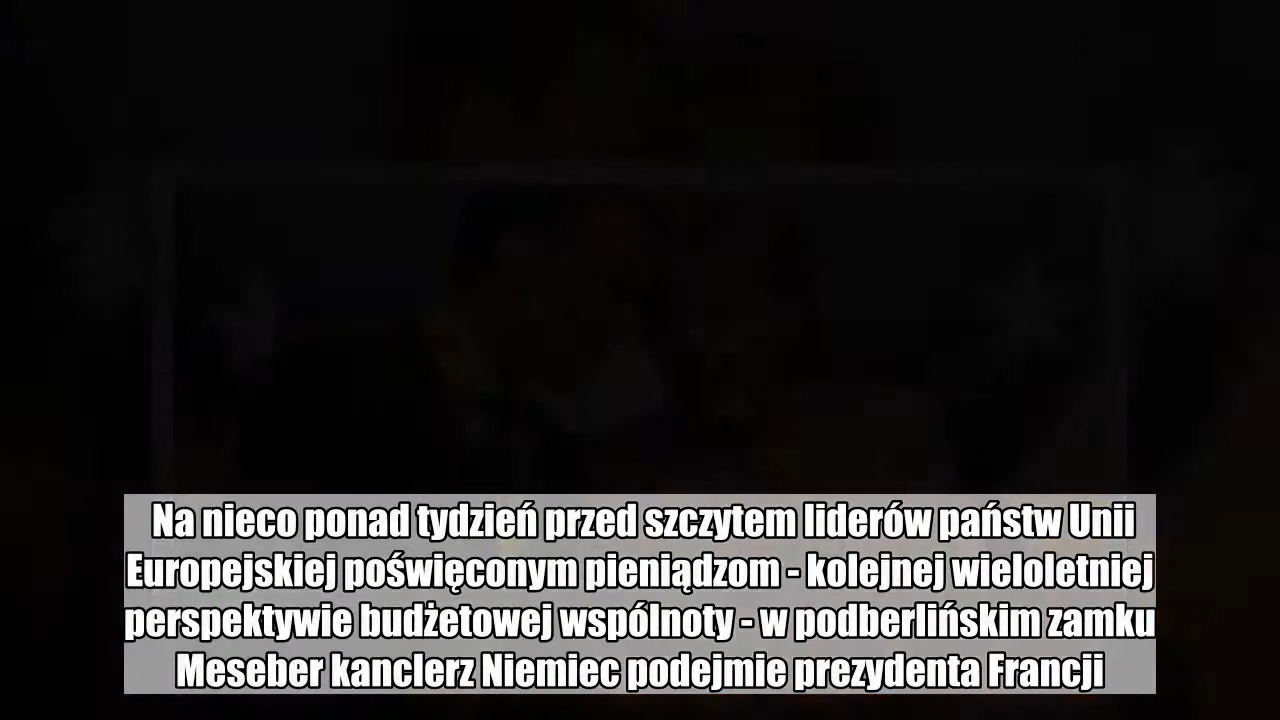 Na nieco ponad tydzień przed szczytem liderów państw Unii
Europejskiej poświęconym pieniądzom - kolejnej wieloletniej
perspektywie budżetowej wspólnoty - w podberlińskim zamku
Meseber kanclerz Niemiec podejmie prezydenta Francji